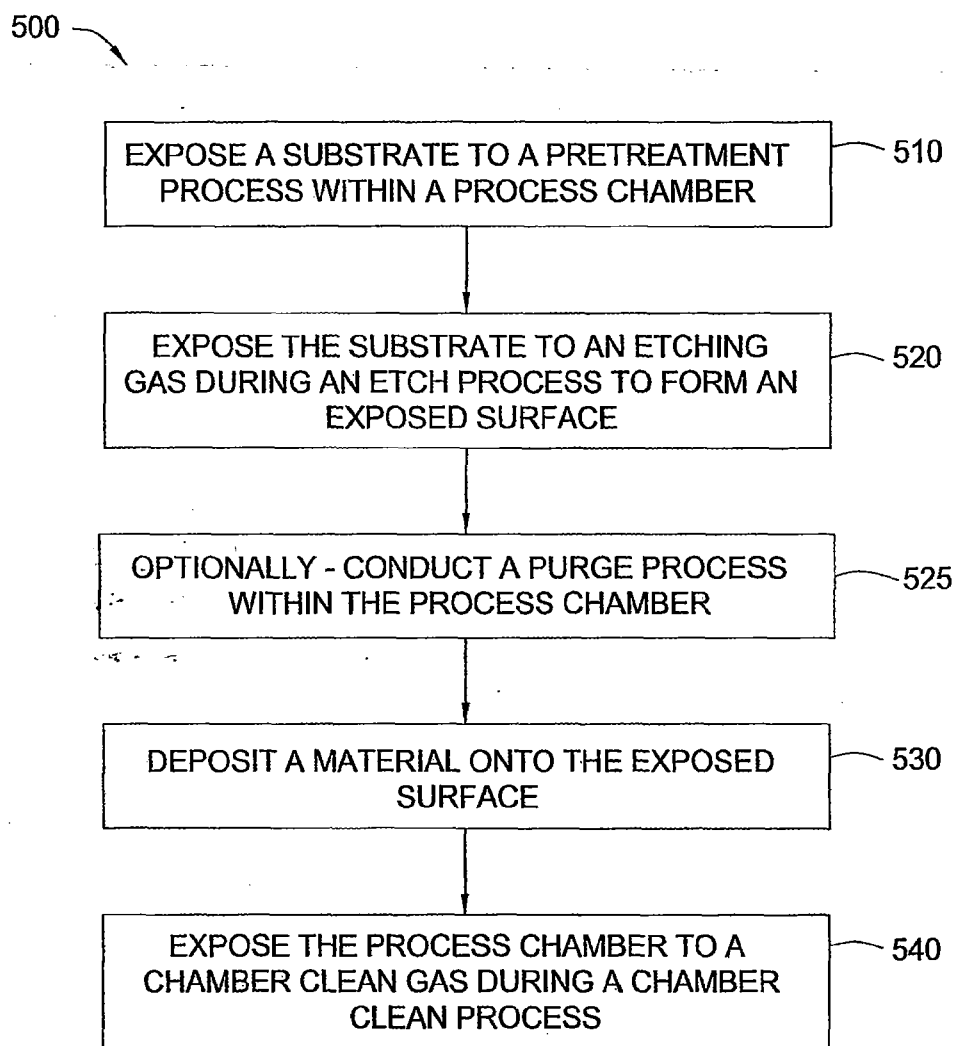 500
EXPOSE A SUBSTRATE TO A PRETREATMENT
PROCESS WITHIN A PROCESS CHAMBER
510
EXPOSE THE SUBSTRATE TO AN ETCHING
GAS DURING AN ETCH PROCESS TO FORM AN
EXPOSED SURFACE
520
OPTIONALLY - CONDUCT A PURGE PROCESS
WITHIN THE PROCESS CHAMBER
525
DEPOSIT A MATERIAL ONTO THE EXPOSED
SURFACE
530
EXPOSE THE PROCESS CHAMBER TO A
CHAMBER CLEAN GAS DURING A CHAMBER
CLEAN PROCESS
540